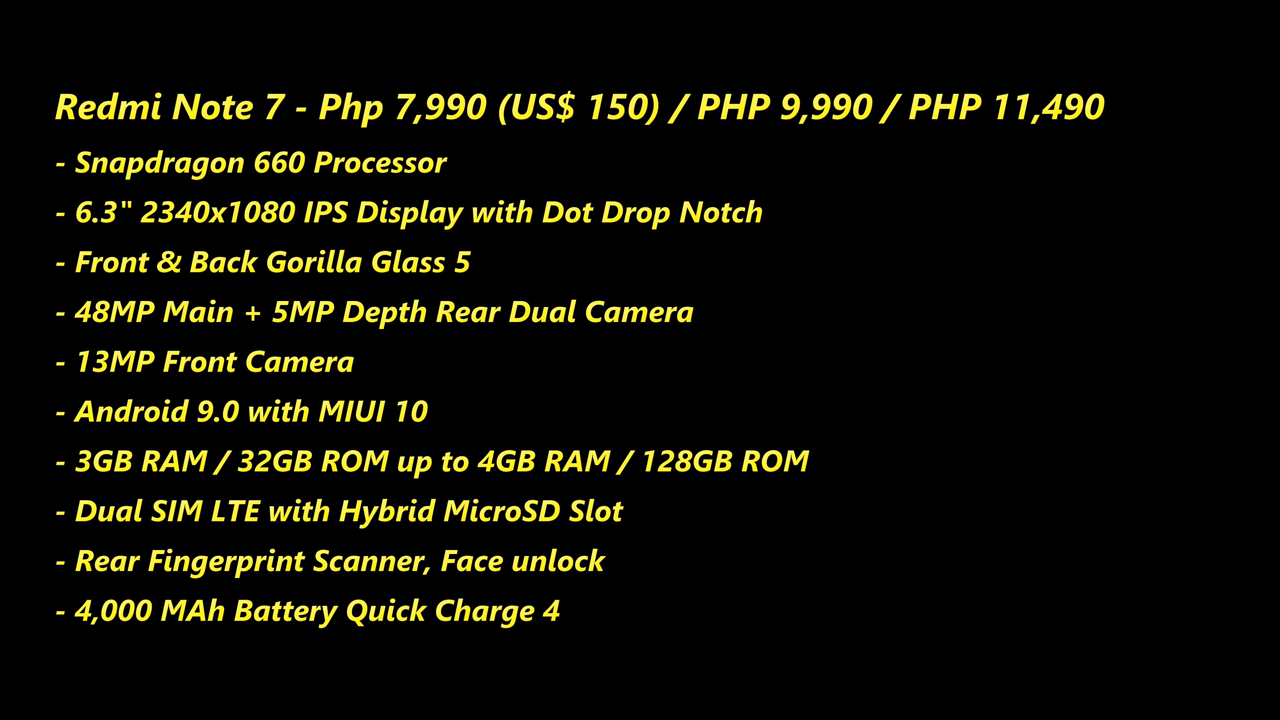 Redmi Note 7 - Php 7,990 (US$ 150) / PHP 9,990 / PHP 11,490
- Snapdragon 660 Processor
- 6.3" 2340x1080 IPS Display with Dot Drop Notch
- Front & Back Gorilla Glass 5
- 48MP Main + 5MP Depth Rear Dual Camera
- 13MP Front Camera
- Android 9.0 with MIUI 10
- 3GB RAM / 32GB ROM up to 4GB RAM / 128GB ROM
- Dual SIM LTE with Hybrid MicroSD Slot
- Rear Fingerprint Scanner, Face unlock
- 4,000 MAh Battery Quick Charge 4